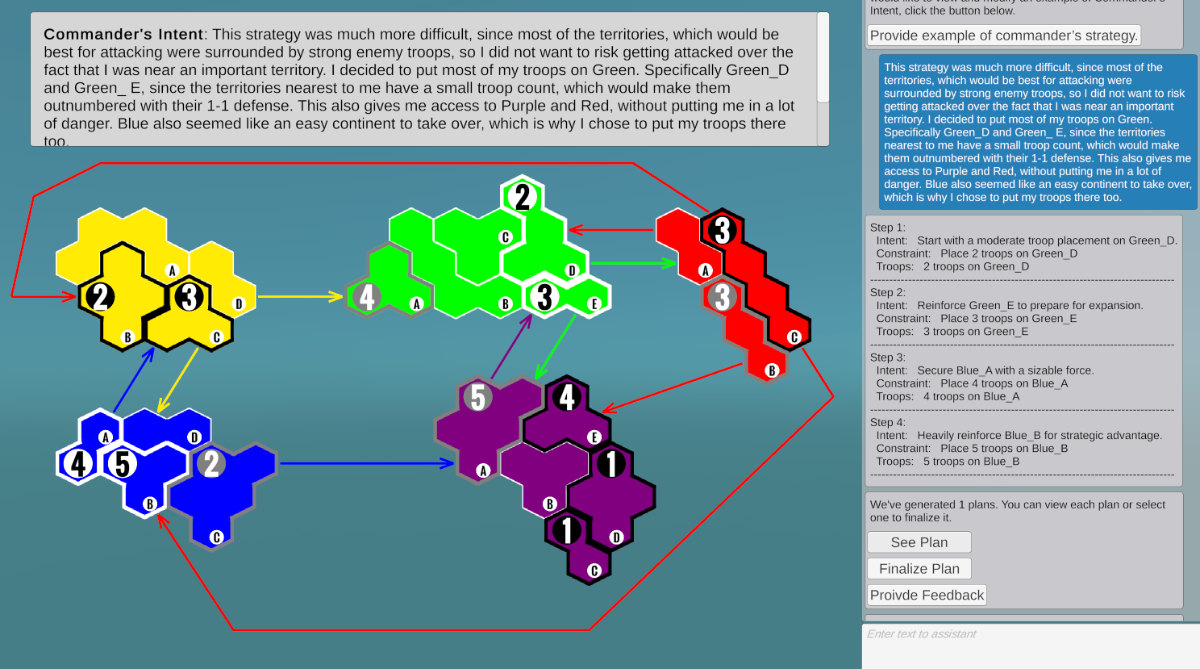 Commander's Intent: This strategy was much more difficult, since most of the territories, which would be
best for attacking were surrounded by strong enemy troops, so I did not want to risk getting attacked over the
fact that I was near an important territory. I decided to put most of my troops on Green. Specifically Green_D
and Green_ E, since the territories nearest to me have a small troop count, which would make them
outnumbered with their 1-1 defense. This also gives me access to Purple and Red, without putting me in a lot
of danger. Blue also seemed like an easy continent to take over, which is why I chose to put my troops there
too.
2
3
A
B
C
D
2
4
3
A
B
C
D
E
3
3
A
B
C
4
5
2
A
B
C
D
5
4
1
1
A
B
C
D
E
Intent, click the button below.
Provide example of commander's strategy.
This strategy was much more difficult, since most of the
territories, which would be best for attacking were
surrounded by strong enemy troops, so I did not want to risk
getting attacked over the fact that I was near an important
territory. I decided to put most of my troops on Green.
Specifically Green_D and Green_ E, since the territories
nearest to me have a small troop count, which would make
them outnumbered with their 1-1 defense. This also gives me
access to Purple and Red, without putting me in a lot of
danger. Blue also seemed like an easy continent to take over,
which is why I chose to put my troops there too.
Step 1:
Intent: Start with a moderate troop placement on Green_D.
Constraint: Place 2 troops on Green_D
Troops: 2 troops on Green_D
Step 2:
Intent: Reinforce Green_E to prepare for expansion.
Constraint: Place 3 troops on Green_E
Troops: 3 troops on Green_E
Step 3:
Intent: Secure Blue_A with a sizable force.
Constraint: Place 4 troops on Blue_A
Troops: 4 troops on Blue_A
Step 4:
Intent: Heavily reinforce Blue_B for strategic advantage.
Constraint: Place 5 troops on Blue_B
Troops: 5 troops on Blue_B
We've generated 1 plans. You can view each plan or select
one to finalize it.
See Plan
Finalize Plan
Proivde Feedback
Enter text to assistant